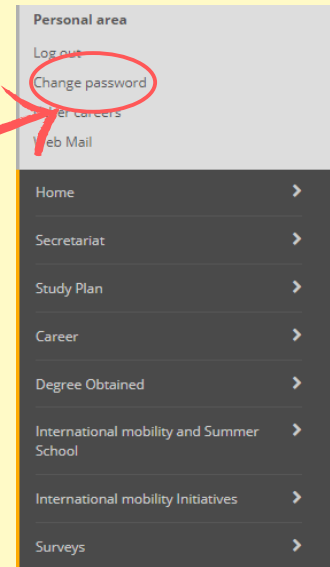 Personal area
Log out
Change password
careers
Web Mail
Home
Secretariat
Study Plan
Career
Degree Obtained
International mobility and Summer
School
International mobility Initiatives
Surveys